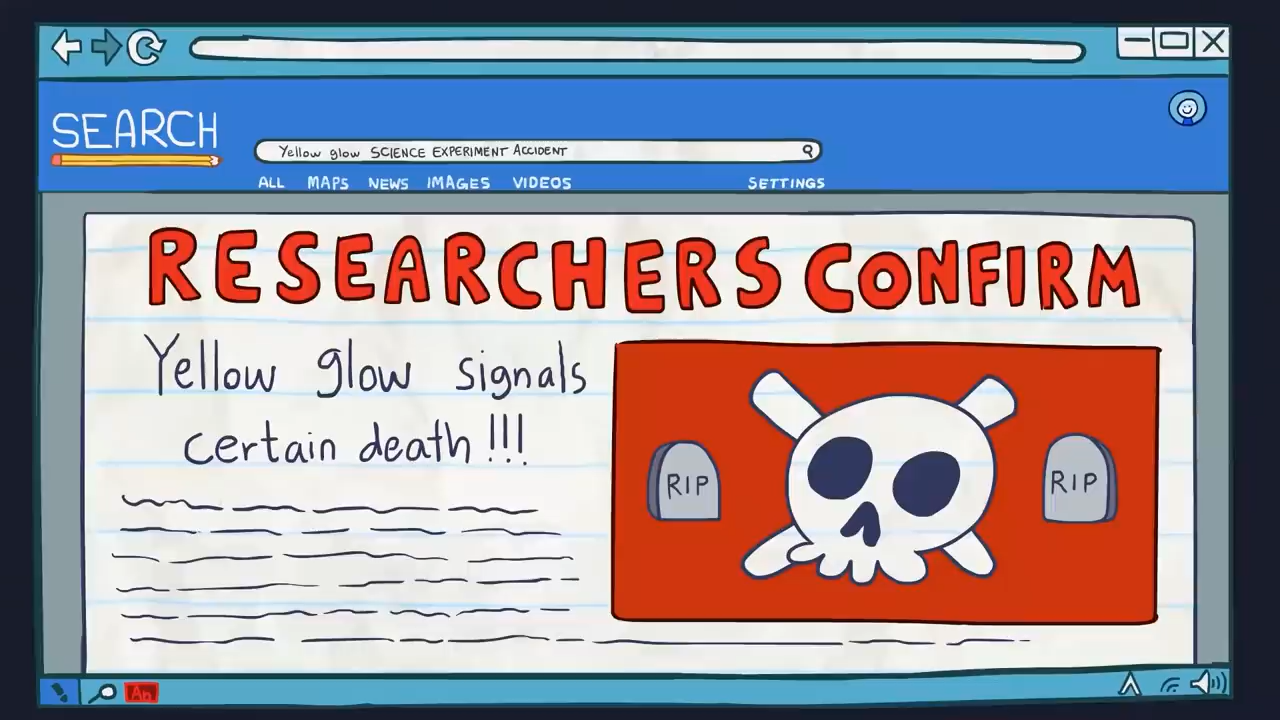 SEARCH
Yellow glow SCIENCE EXPERIMENT ACCIDENT
ALL MAPS NEWS IMAGES VIDEOS SETTINGS
RESEARCHERS CONFIRM
Yellow glow signals
certain death!!!
RIP
RIP
An